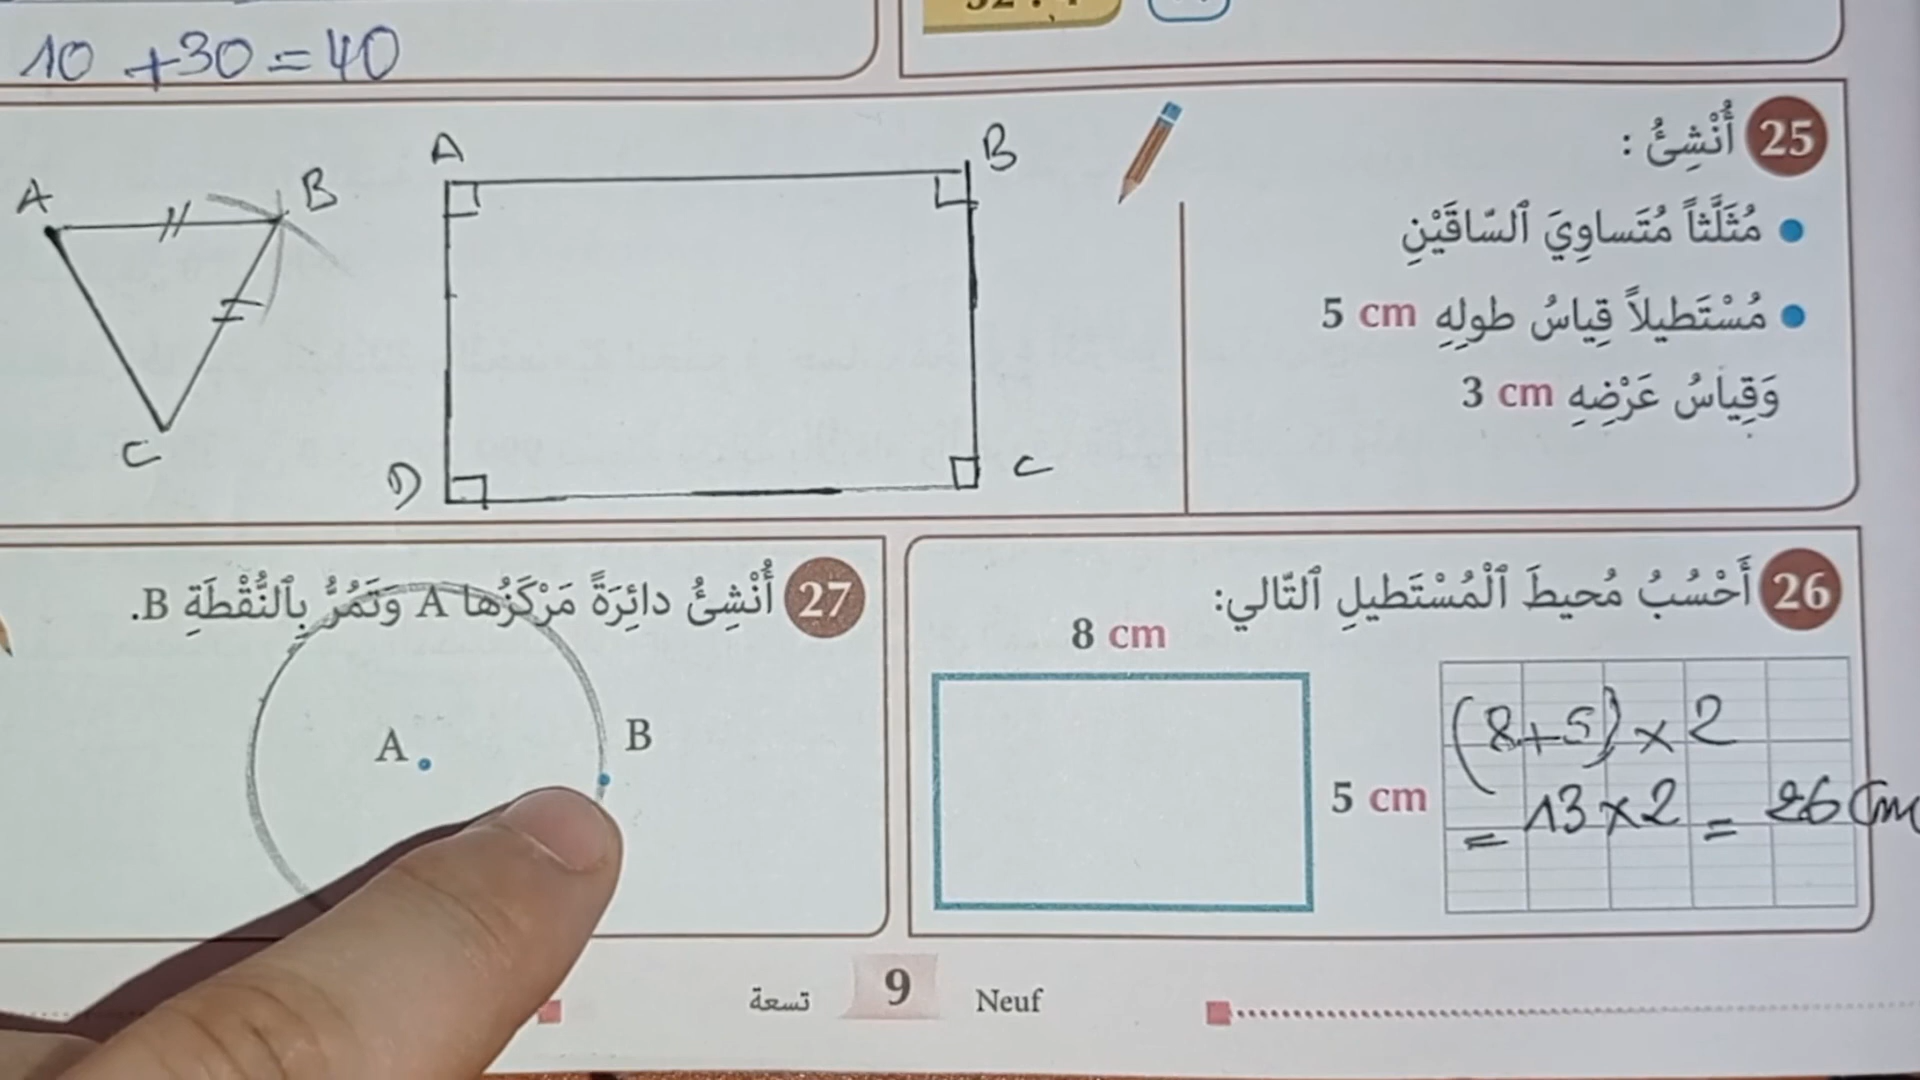 10 + 30 = 40
25 أُنْشِئُ :
• مُثَلَّثاً مُتَساوِيَ ٱلسّاقَيْنِ
• مُسْتَطيلاً قِياسُ طولِهِ 5 cm
وَقِياسُ عَرْضِهِ 3 cm
A B C
A B C D
26 أَحْسُبُ مُحيطَ ٱلْمُسْتَطيلِ ٱلتّالي:
8 cm
5 cm
(8+5) × 2
= 13 × 2 = 26 cm
27 أُنْشِئُ دائِرَةً مَرْكَزُها A وَتَمُرُّ بِٱلنُّقْطَةِ B.
A
B
تسعة 9 Neuf